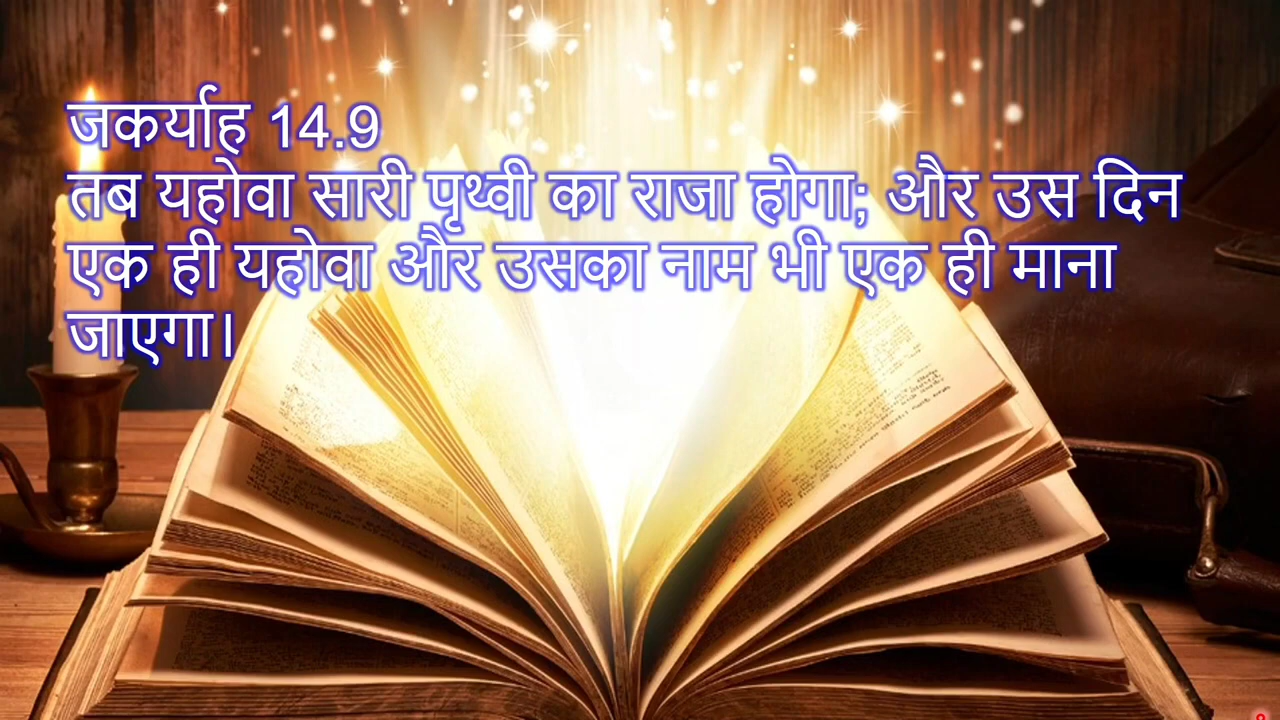 जकर्याह 14.9
तब यहोवा सारी पृथ्वी का राजा होगा; और उस दिन
एक ही यहोवा और उसका नाम भी एक ही माना
जाएगा।